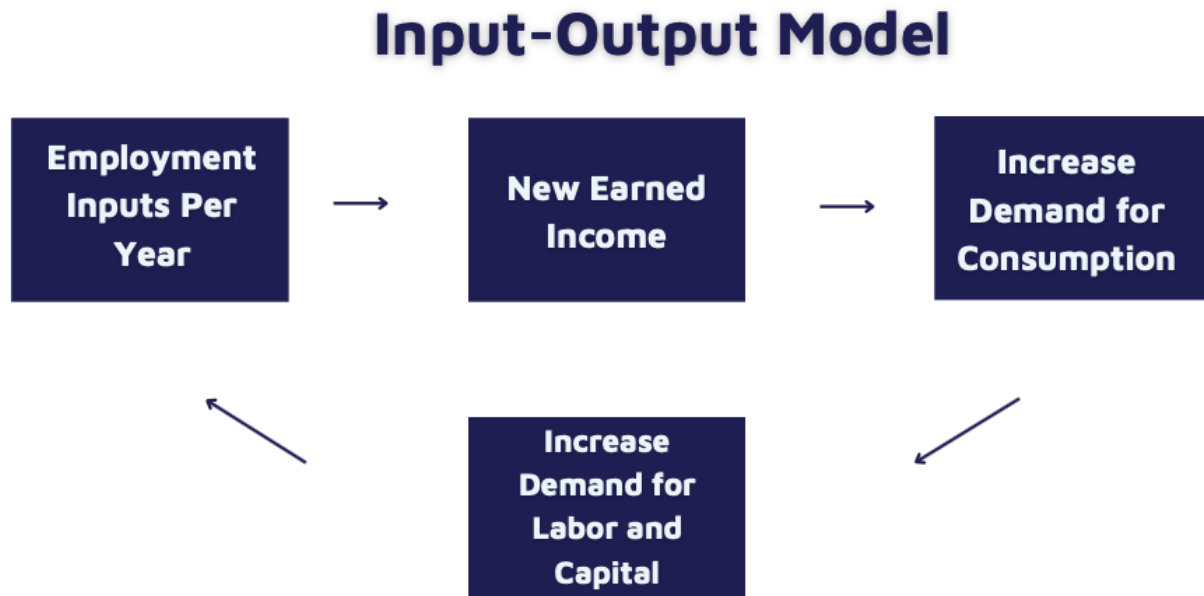 Input-Output Model
Employment
Inputs Per
Year
New Earned
Income
Increase
Demand for
Consumption
Increase
Demand for
Labor and
Capital